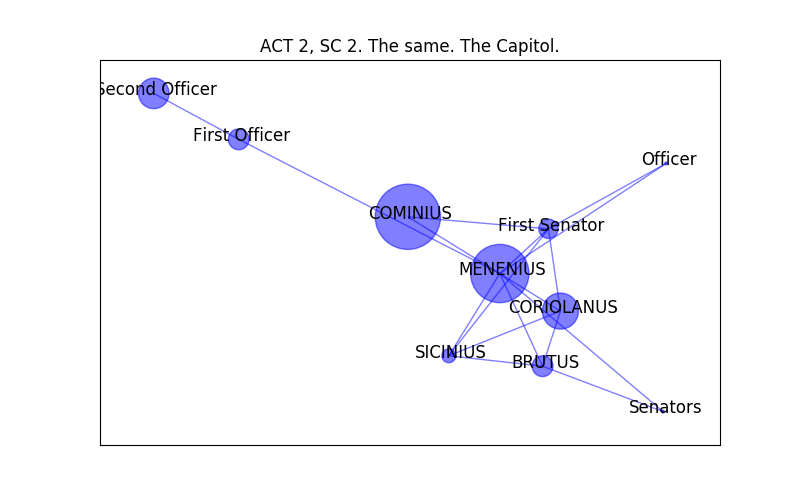 ACT 2, SC 2. The same. The Capitol.
Second Officer
First Officer
Officer
COMINIUS
First Senator
MENENIUS
CORIOLANUS
SICINIUS
BRUTUS
Senators